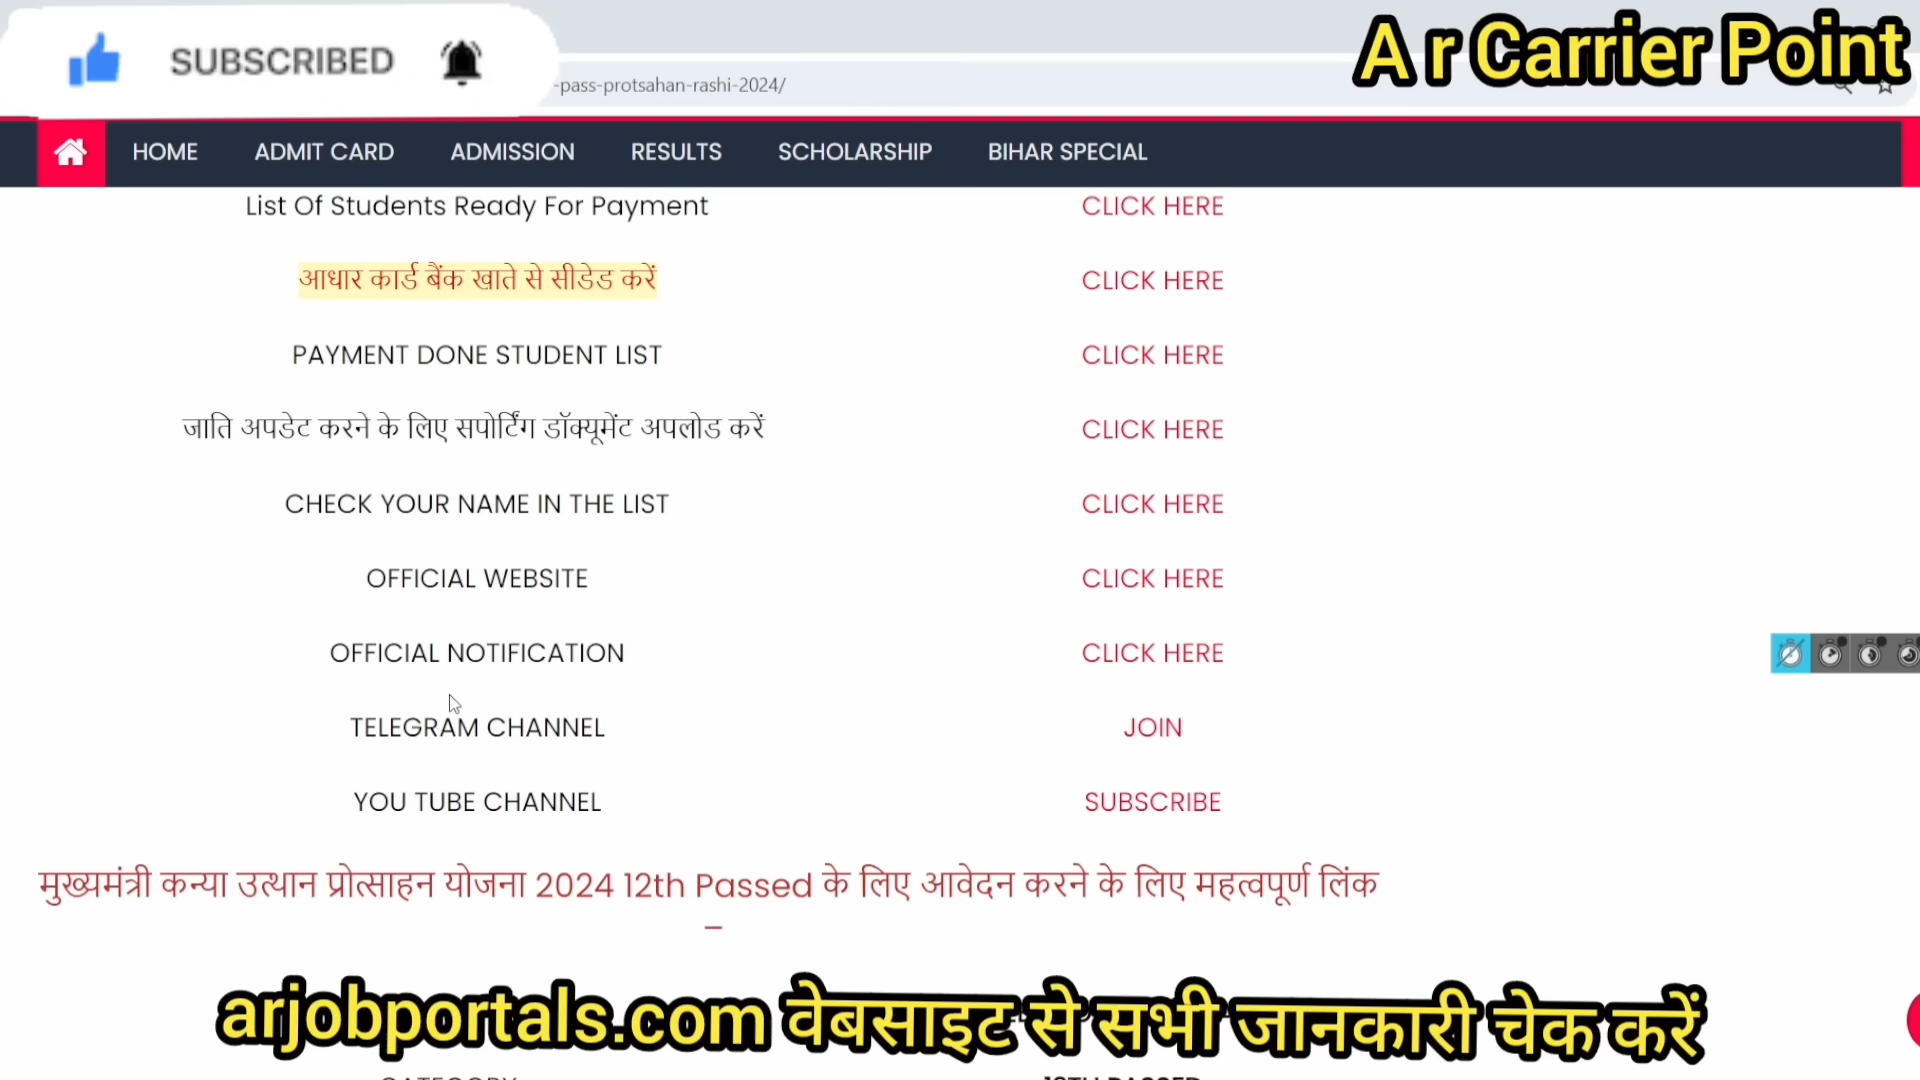 SUBSCRIBED
A r Carrier Point
-pass-protsahan-rashi-2024/
HOME ADMIT CARD ADMISSION RESULTS SCHOLARSHIP BIHAR SPECIAL
List Of Students Ready For Payment CLICK HERE
आधार कार्ड बैंक खाते से सीडेड करें CLICK HERE
PAYMENT DONE STUDENT LIST CLICK HERE
जाति अपडेट करने के लिए सपोर्टिंग डॉक्यूमेंट अपलोड करें CLICK HERE
CHECK YOUR NAME IN THE LIST CLICK HERE
OFFICIAL WEBSITE CLICK HERE
OFFICIAL NOTIFICATION CLICK HERE
TELEGRAM CHANNEL JOIN
YOU TUBE CHANNEL SUBSCRIBE
मुख्यमंत्री कन्या उत्थान प्रोत्साहन योजना 2024 12th Passed के लिए आवेदन करने के लिए महत्वपूर्ण लिंक
–
arjobportals.com वेबसाइट से सभी जानकारी चेक करें